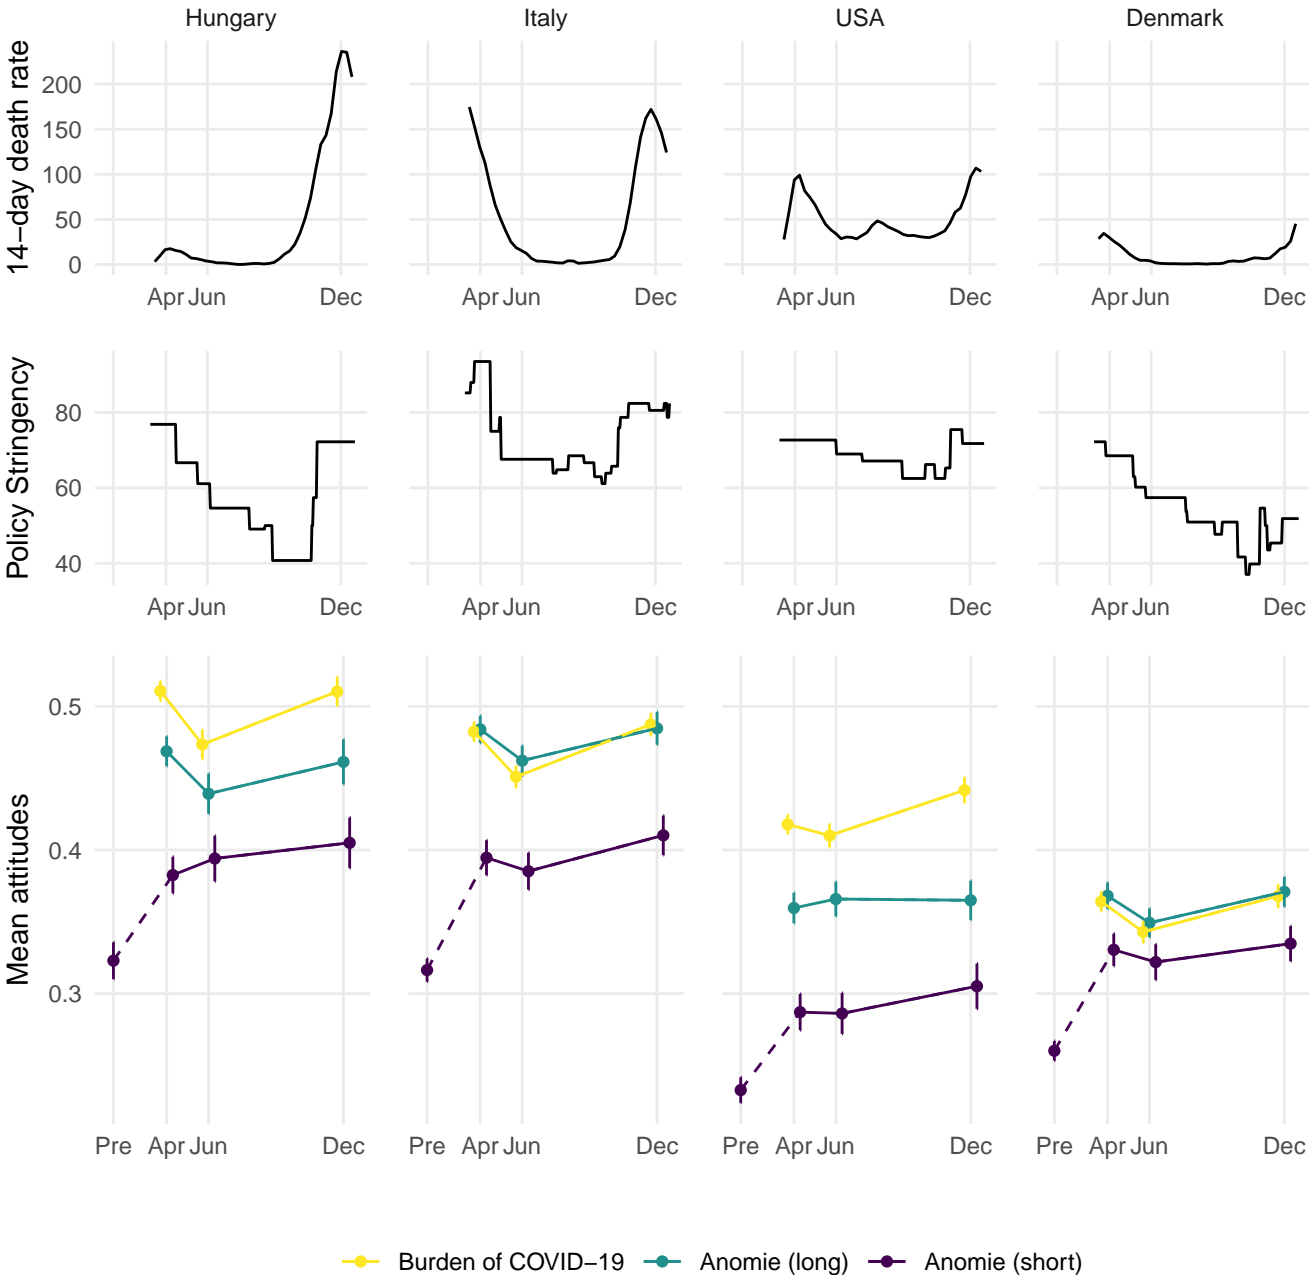 Hungary Italy USA Denmark
14−day death rate
200
150
100
50
0
Apr Jun Dec Apr Jun Dec Apr Jun Dec Apr Jun Dec
Policy Stringency
80
60
40
Apr Jun Dec Apr Jun Dec Apr Jun Dec Apr Jun Dec
Mean attitudes
0.5
0.4
0.3
Pre Apr Jun Dec Pre Apr Jun Dec Pre Apr Jun Dec Pre Apr Jun Dec
Burden of COVID−19 Anomie (long) Anomie (short)